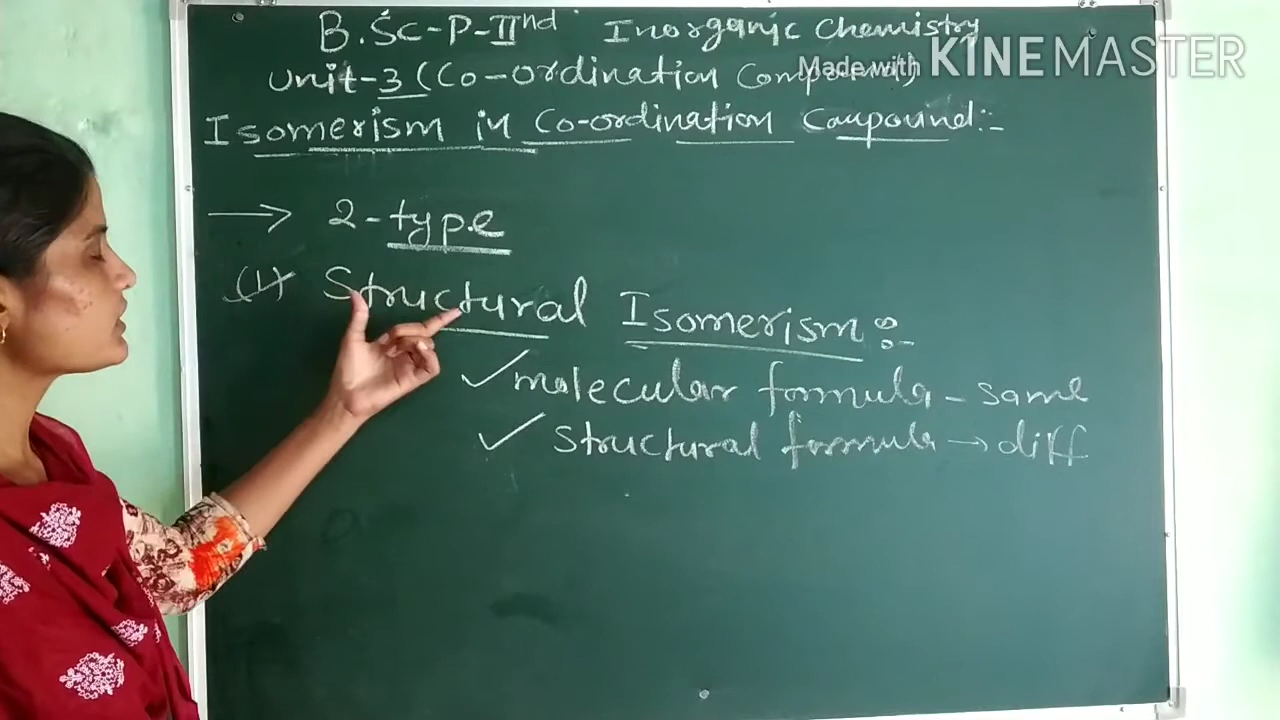 B.Sc-P-IInd Inorganic Chemistry
Made with KINEMASTER
Unit-3 (Co-ordination Compound)
Isomerism in Co-ordination Compound:-
→ 2-type
(1) Structural Isomerism :-
✓ molecular formula - same
✓ Structural formula → diff